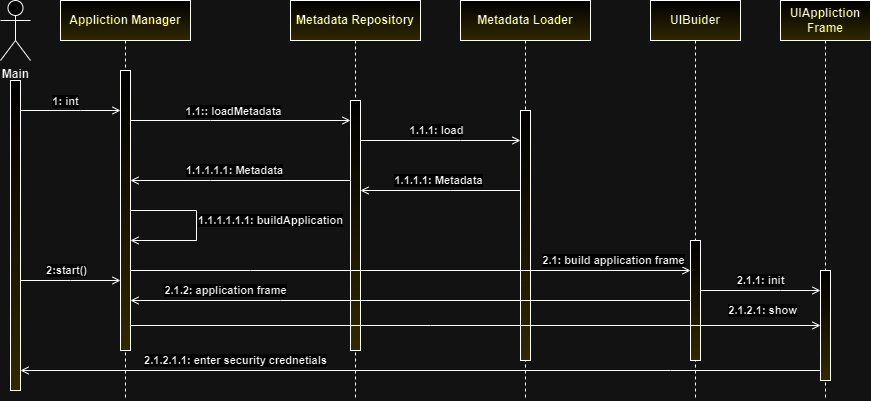 Appliction Manager
Metadata Repository
Metadata Loader
UIBuider
UIAppliction
Frame
Main
1: int
1.1:: loadMetadata
1.1.1: load
1.1.1.1.1: Metadata
1.1.1.1: Metadata
1.1.1.1.1.1: buildApplication
2.1: build application frame
2:start()
2.1.1: init
2.1.2: application frame
2.1.2.1: show
2.1.2.1.1: enter security crednetials